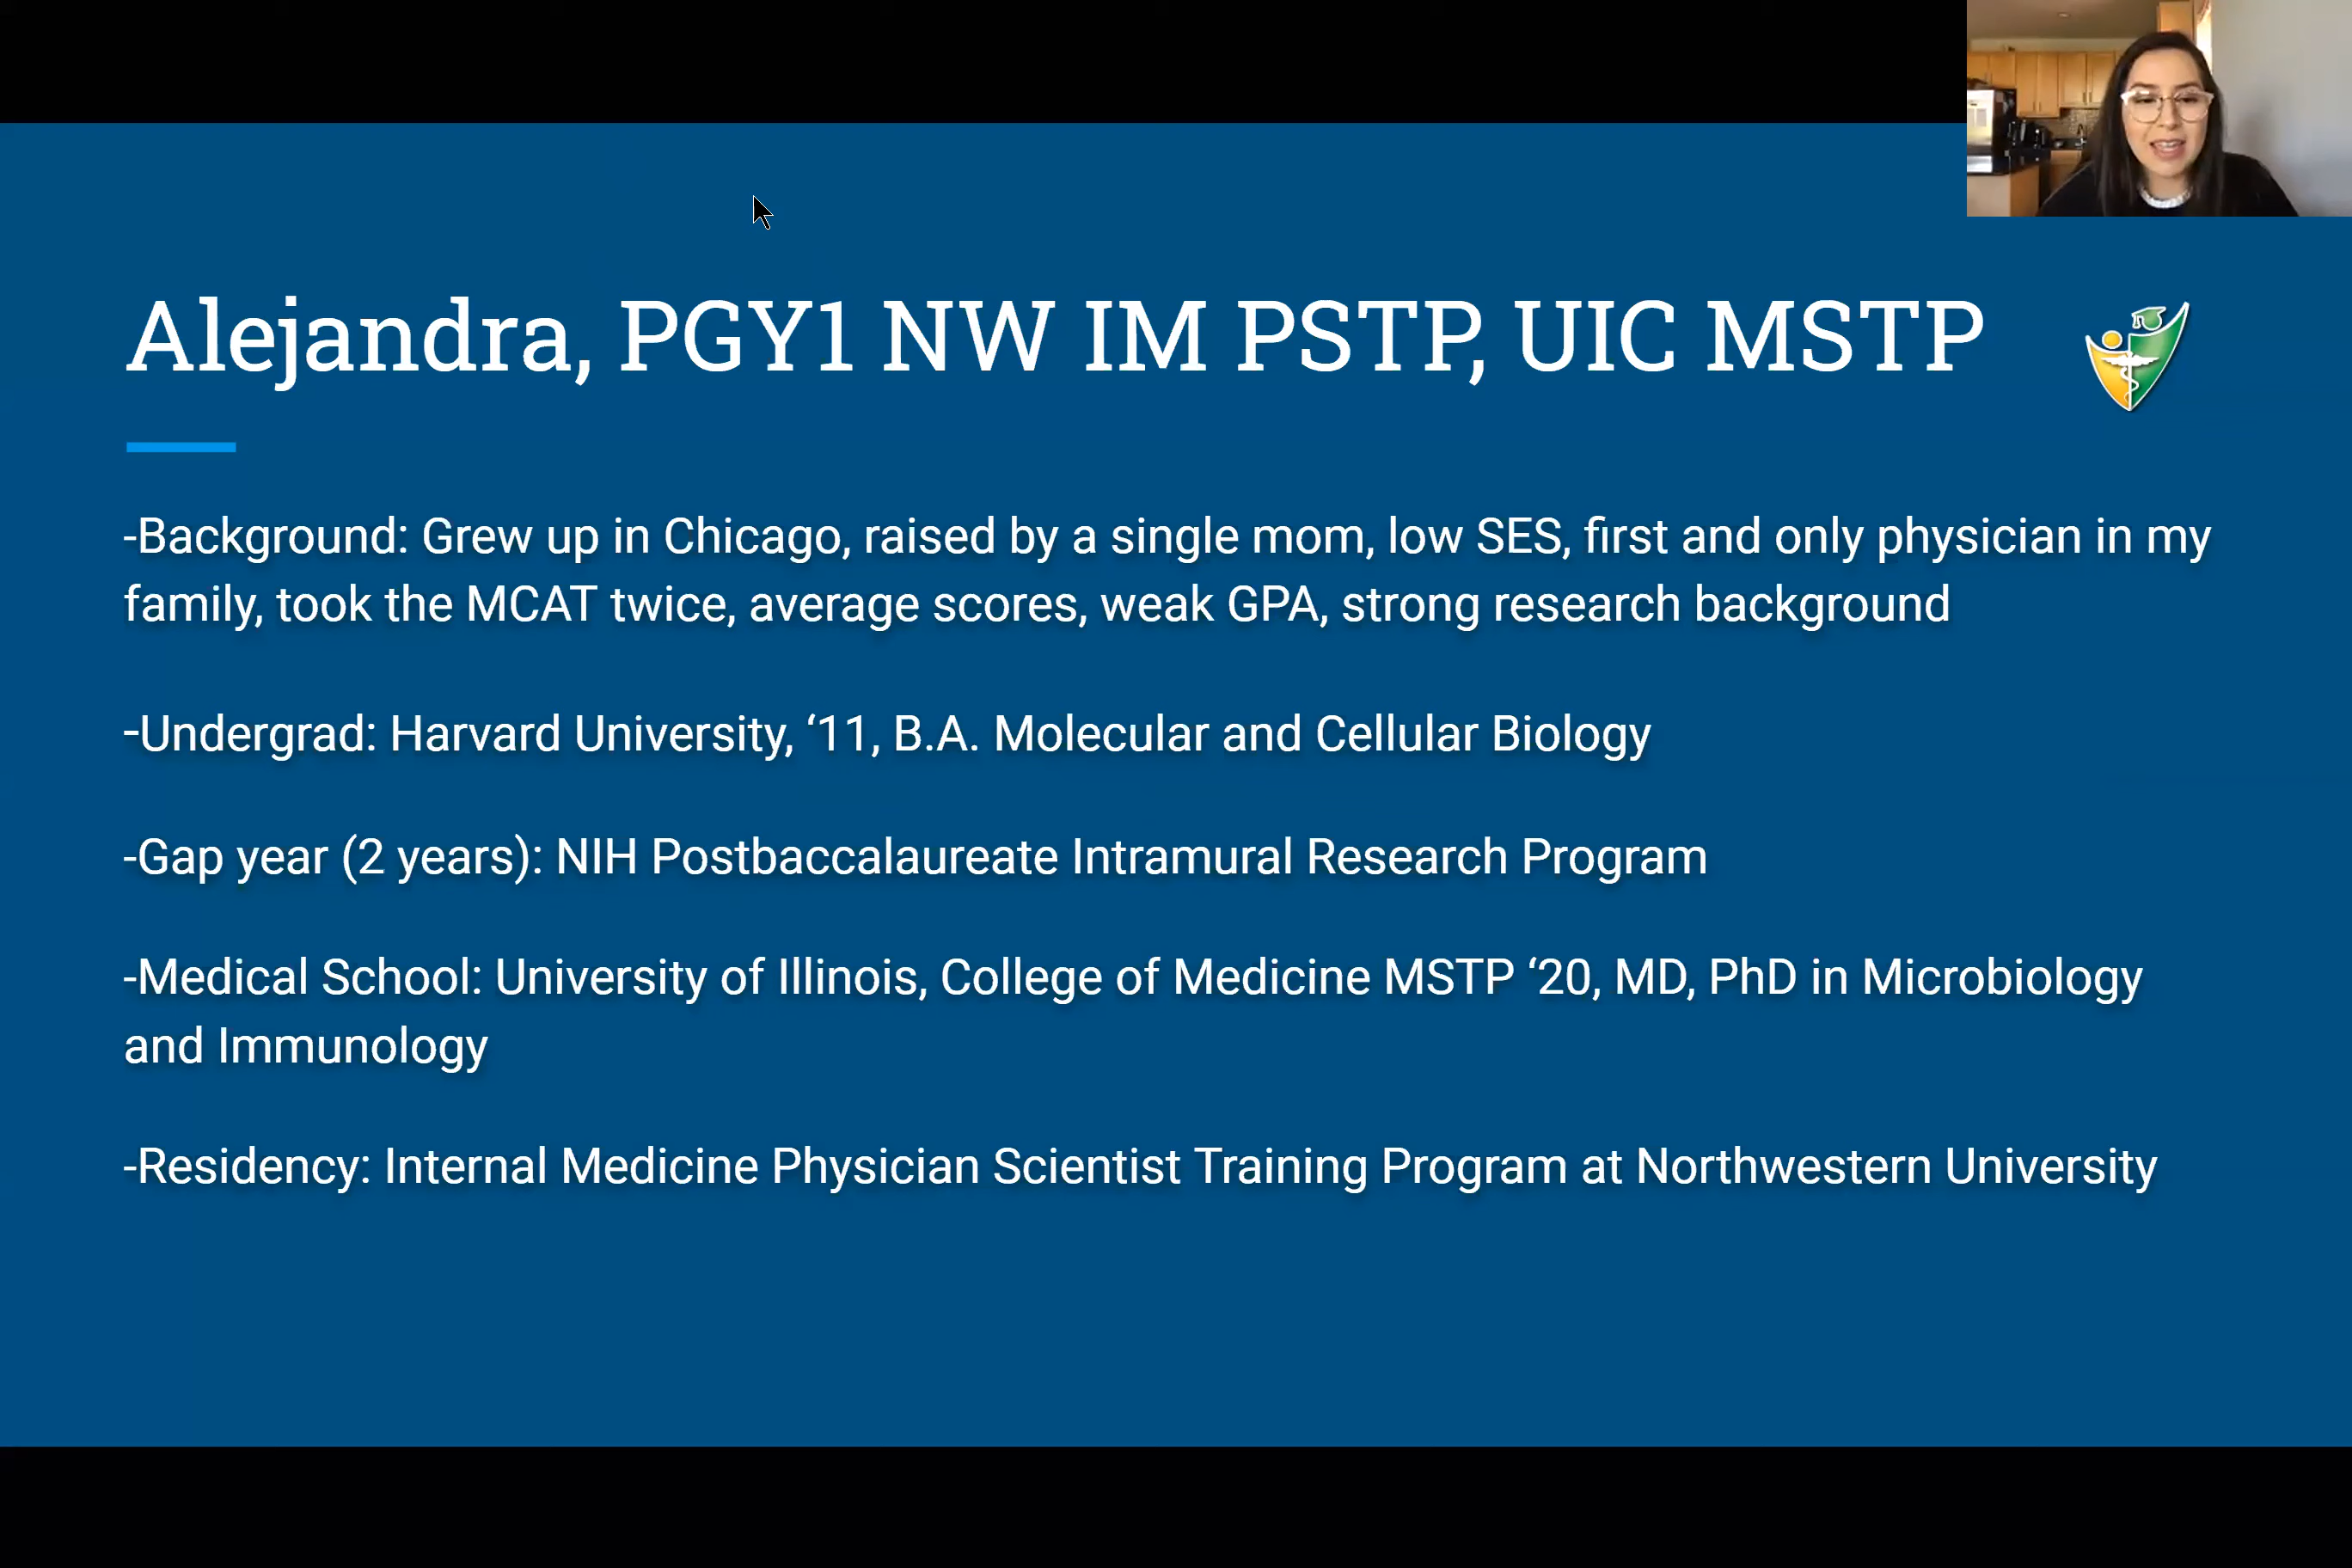 Alejandra, PGY1 NW IM PSTP, UIC MSTP
-Background: Grew up in Chicago, raised by a single mom, low SES, first and only physician in my
family, took the MCAT twice, average scores, weak GPA, strong research background
-Undergrad: Harvard University, ‘11, B.A. Molecular and Cellular Biology
-Gap year (2 years): NIH Postbaccalaureate Intramural Research Program
-Medical School: University of Illinois, College of Medicine MSTP ‘20, MD, PhD in Microbiology
and Immunology
-Residency: Internal Medicine Physician Scientist Training Program at Northwestern University